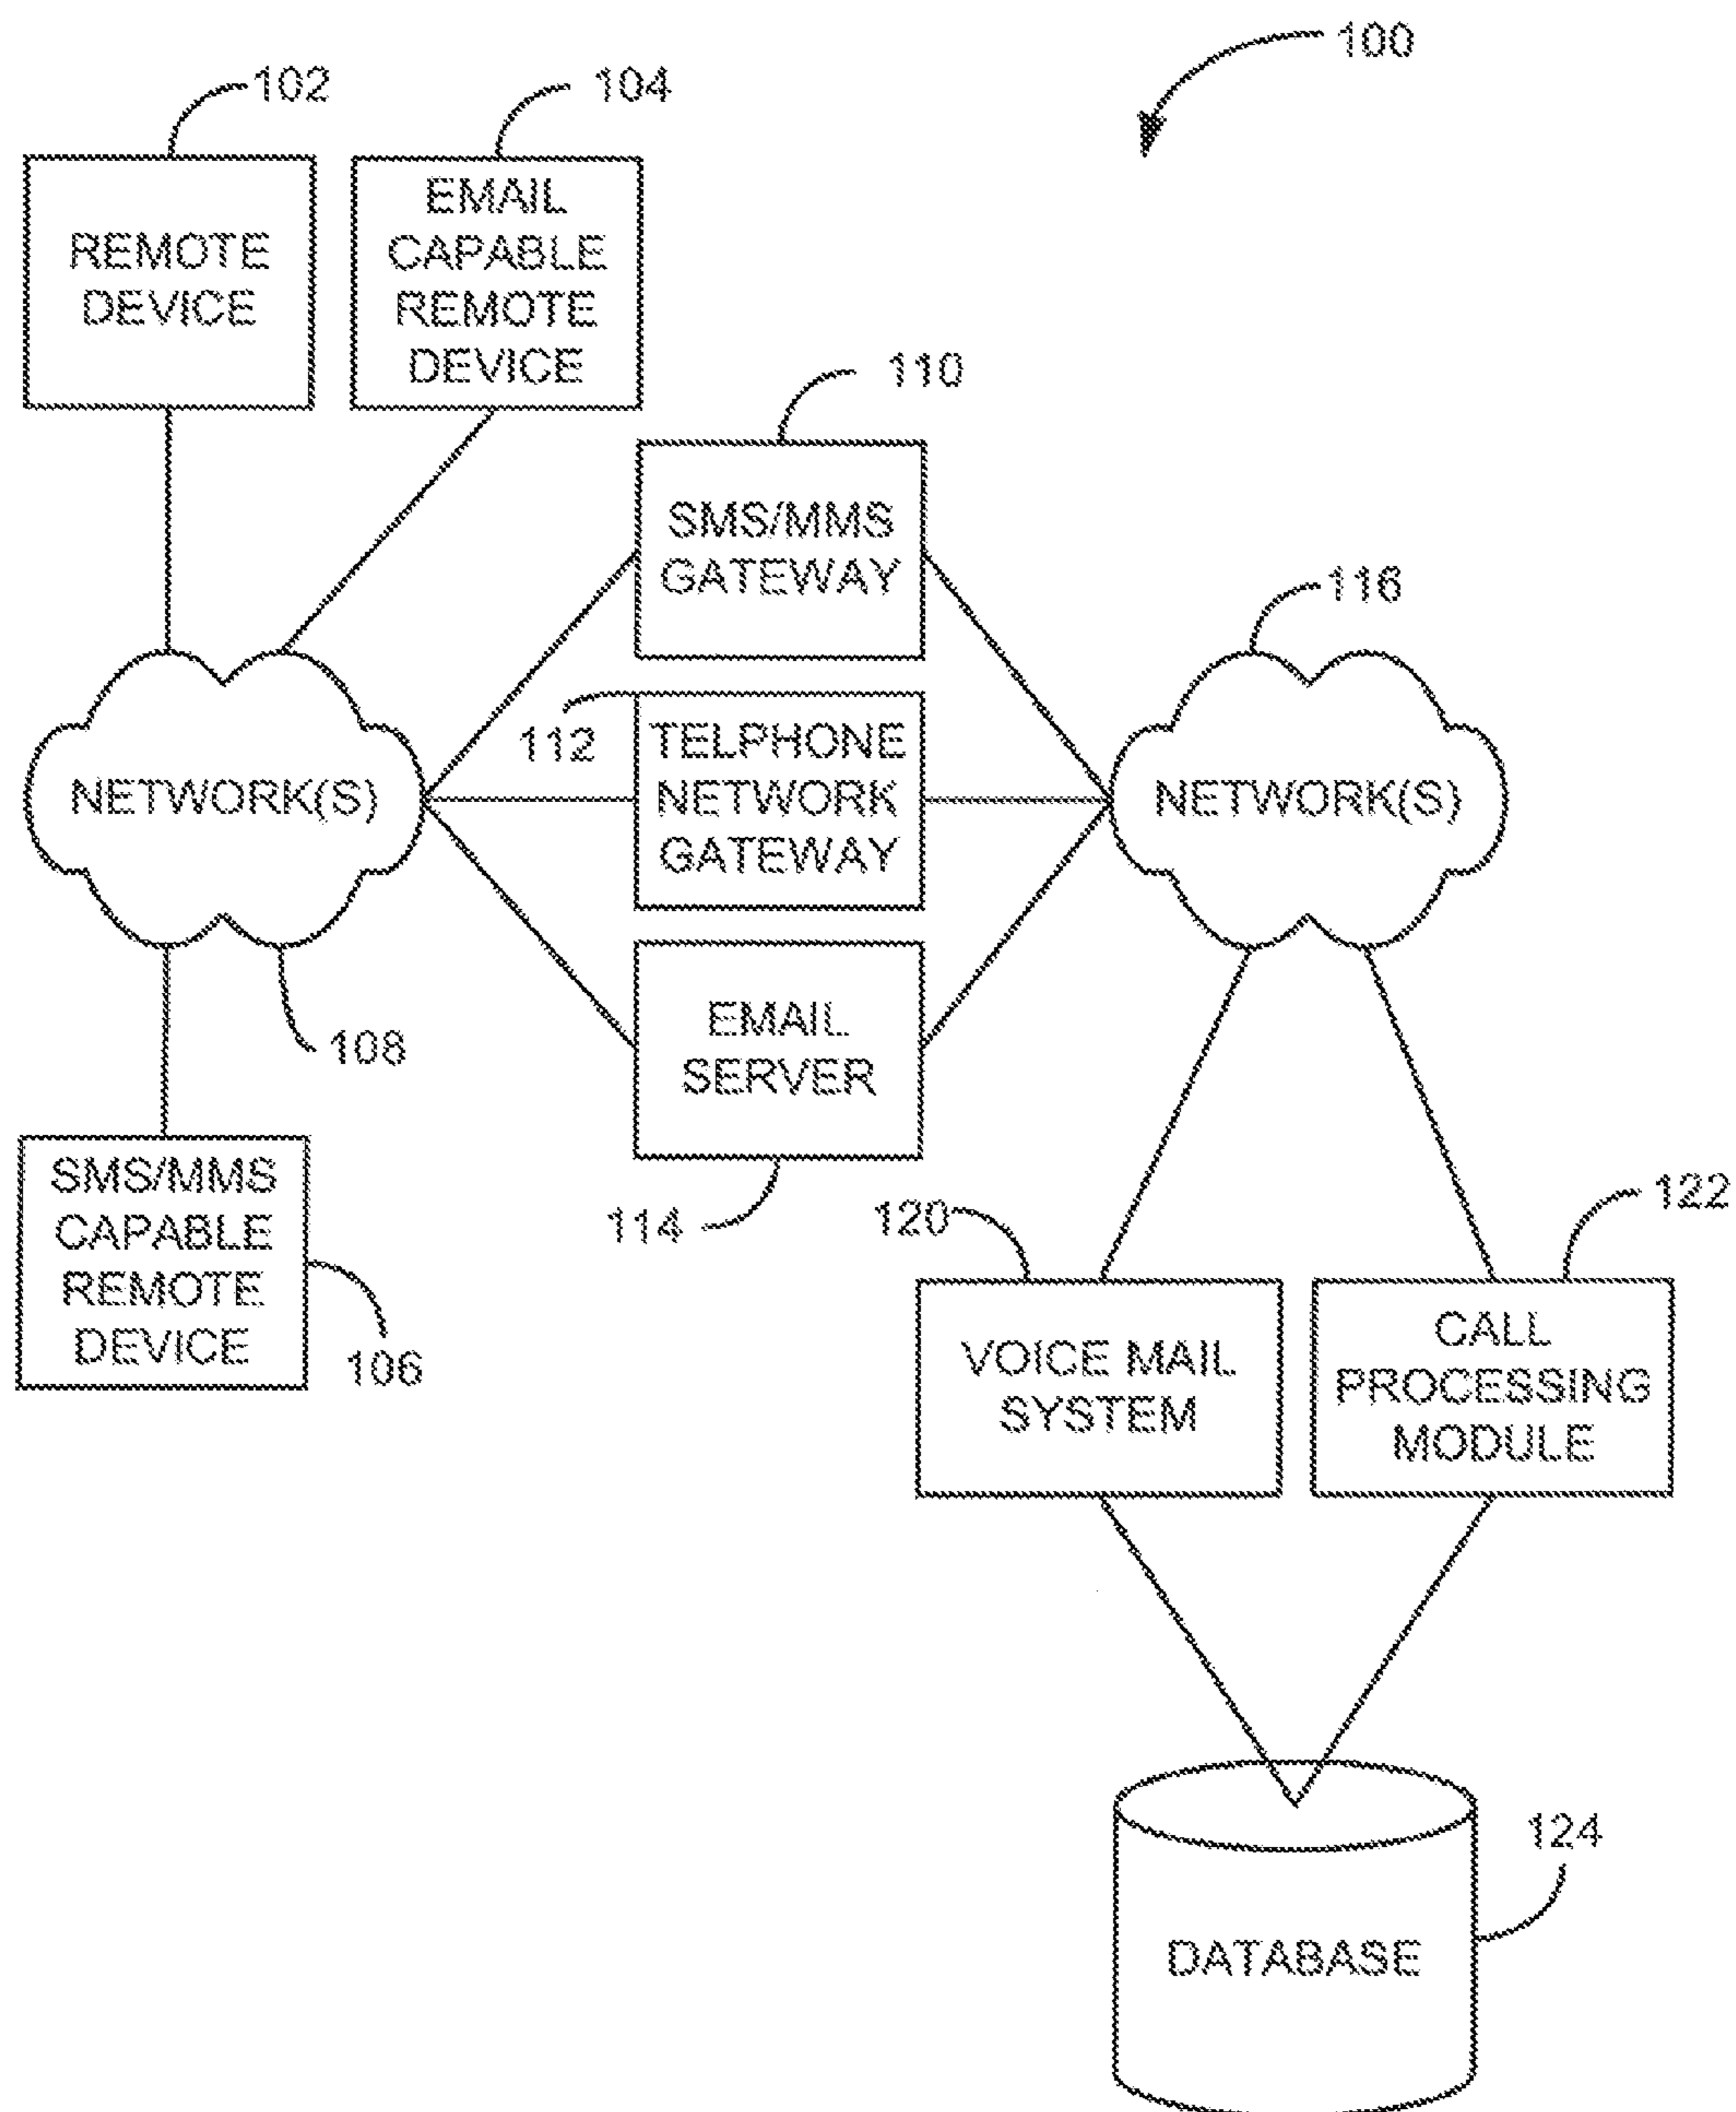 100
102
104
REMOTE
DEVICE
EMAIL
CAPABLE
REMOTE
DEVICE
110
SMS/MMS
GATEWAY
116
112
TELPHONE
NETWORK
GATEWAY
NETWORK(S)
NETWORK(S)
108
EMAIL
SERVER
114
SMS/MMS
CAPABLE
REMOTE
DEVICE
106
120
122
VOICE MAIL
SYSTEM
CALL
PROCESSING
MODULE
124
DATABASE